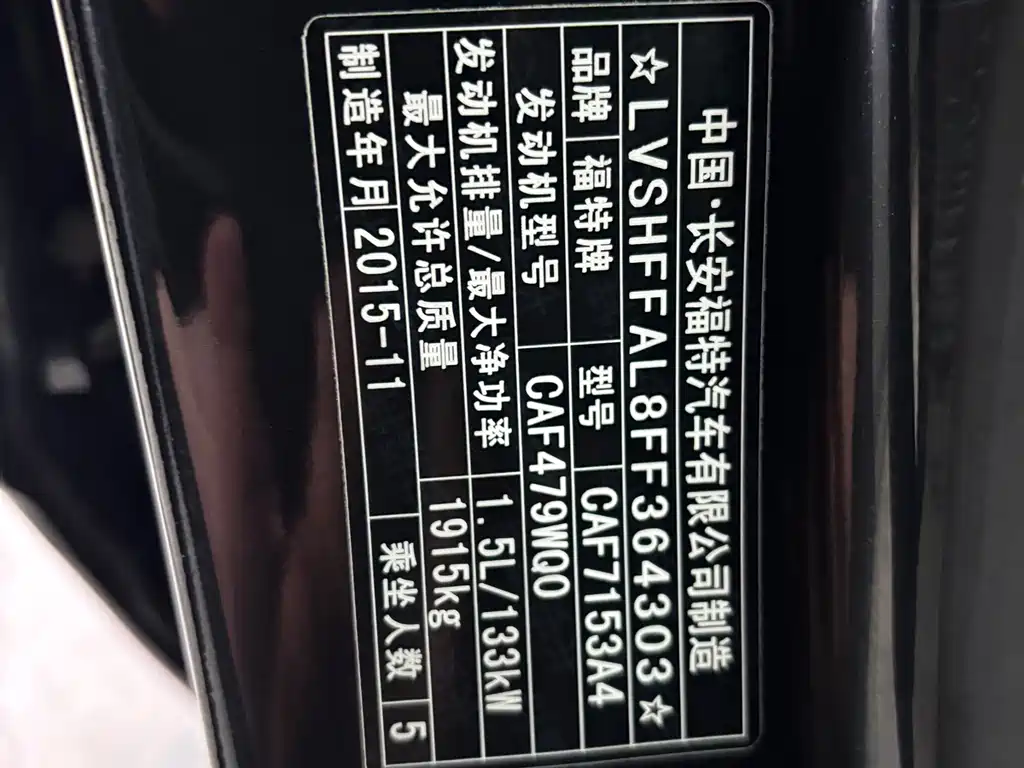 中国·长安福特汽车有限公司制造
☆LVSHFFAL8FF364303☆
品牌 福特牌 型号 CAF7153A4
发动机型号 CAF479WQ0
发动机排量/最大净功率 1.5L/133kW
最大允许总质量 1915kg
制造年月 2015-11 乘坐人数 5